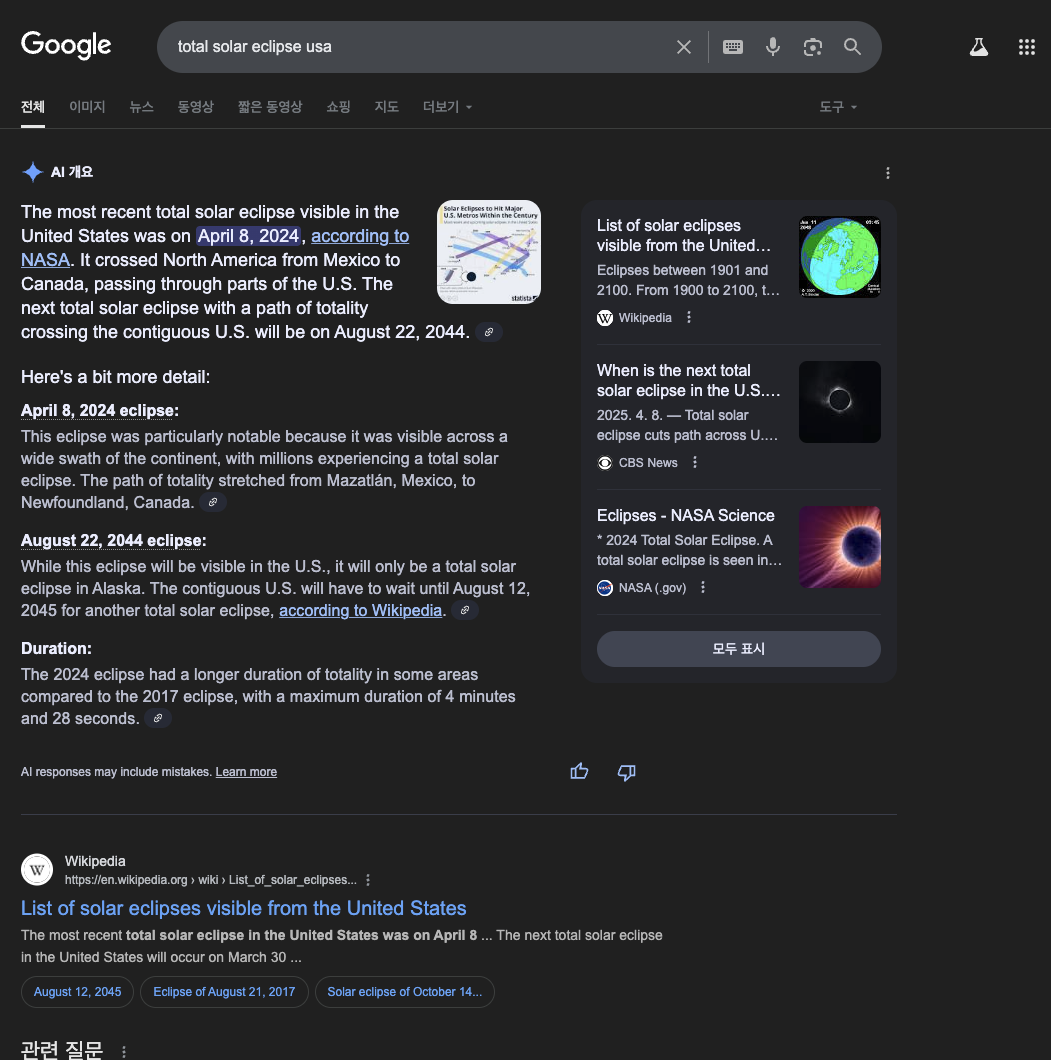 Google
total solar eclipse usa
전체 이미지 뉴스 동영상 짧은 동영상 쇼핑 지도 더보기 도구
AI 개요
The most recent total solar eclipse visible in the
United States was on April 8, 2024, according to
NASA. It crossed North America from Mexico to
Canada, passing through parts of the U.S. The
next total solar eclipse with a path of totality
crossing the contiguous U.S. will be on August 22, 2044.
Solar Eclipses to Hit Major
U.S. Metros Within the Century
statista
Here's a bit more detail:
April 8, 2024 eclipse:
This eclipse was particularly notable because it was visible across a
wide swath of the continent, with millions experiencing a total solar
eclipse. The path of totality stretched from Mazatlán, Mexico, to
Newfoundland, Canada.
August 22, 2044 eclipse:
While this eclipse will be visible in the U.S., it will only be a total solar
eclipse in Alaska. The contiguous U.S. will have to wait until August 12,
2045 for another total solar eclipse, according to Wikipedia.
Duration:
The 2024 eclipse had a longer duration of totality in some areas
compared to the 2017 eclipse, with a maximum duration of 4 minutes
and 28 seconds.
AI responses may include mistakes. Learn more
List of solar eclipses
visible from the United...
Eclipses between 1901 and
2100. From 1900 to 2100, t...
W Wikipedia
When is the next total
solar eclipse in the U.S....
2025. 4. 8. — Total solar
eclipse cuts path across U....
CBS News
Eclipses - NASA Science
* 2024 Total Solar Eclipse. A
total solar eclipse is seen in...
NASA (.gov)
모두 표시
W
Wikipedia
https://en.wikipedia.org › wiki › List_of_solar_eclipses...
List of solar eclipses visible from the United States
The most recent total solar eclipse in the United States was on April 8 ... The next total solar eclipse
in the United States will occur on March 30 ...
August 12, 2045
Eclipse of August 21, 2017
Solar eclipse of October 14...
관련 질문